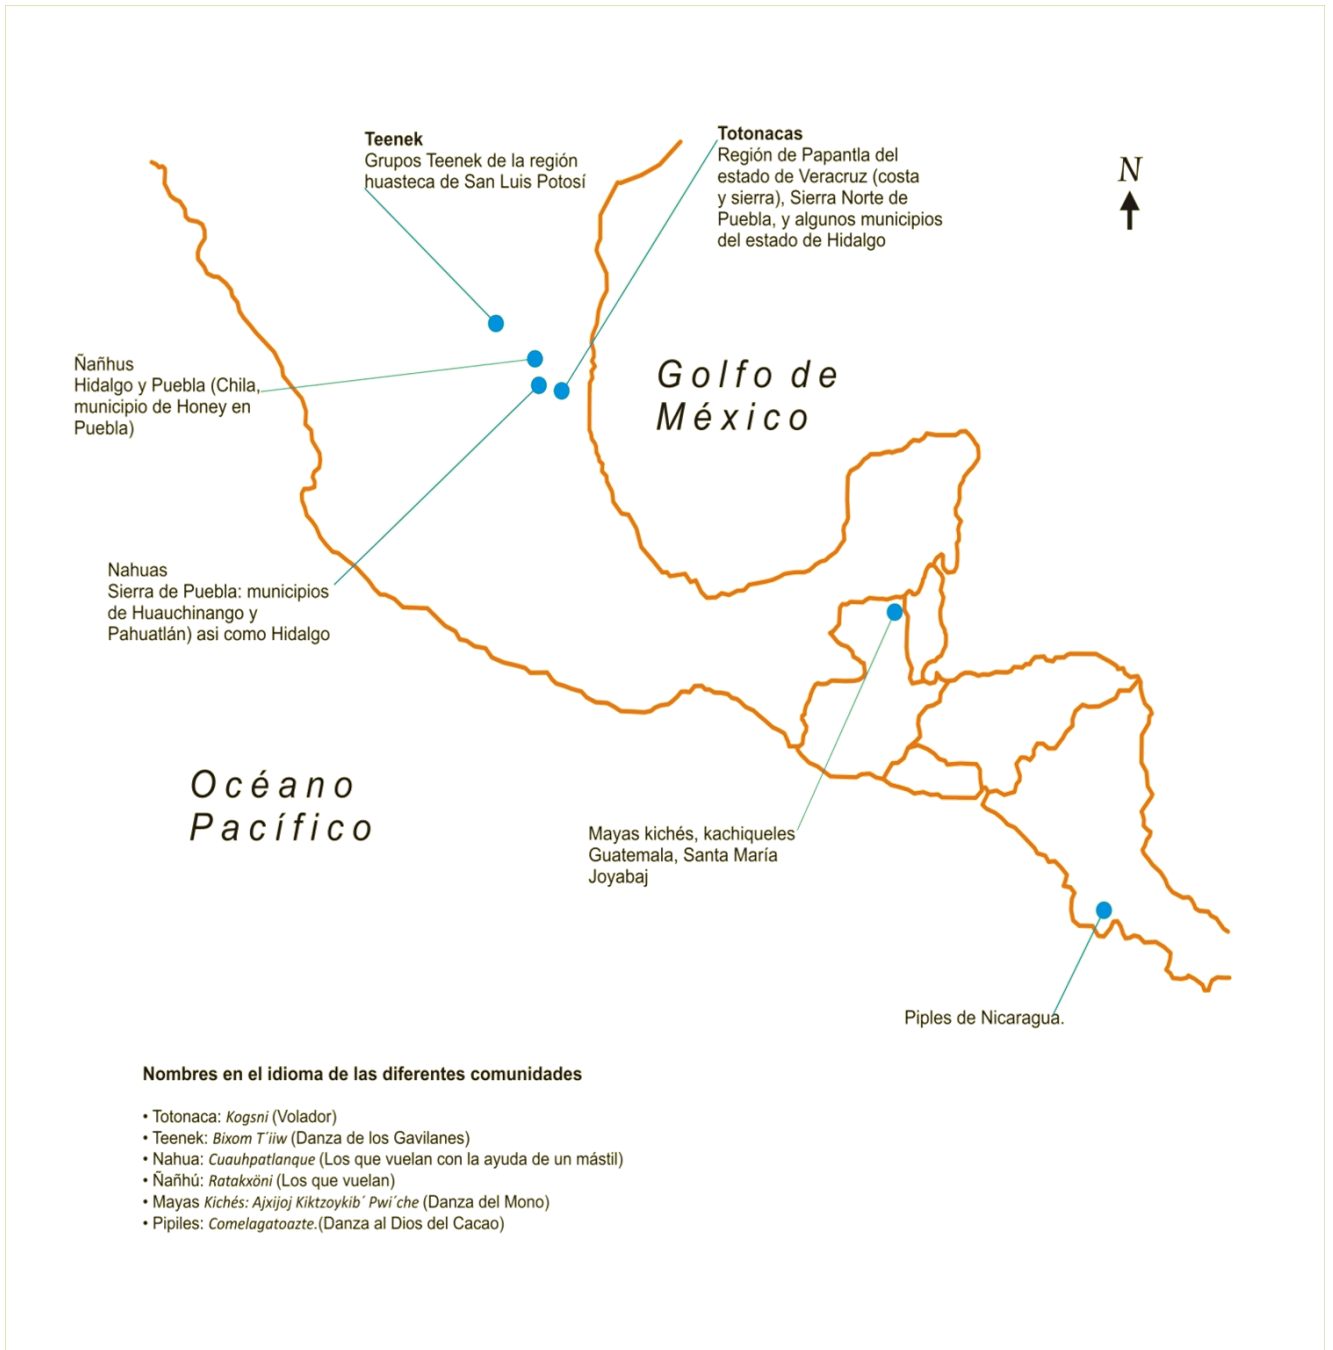 Teenek
Grupos Teenek de la región
huasteca de San Luis Potosí
Totonacas
Región de Papantla del
estado de Veracruz (costa
y sierra), Sierra Norte de
Puebla, y algunos municipios
del estado de Hidalgo
N
Ñañhus
Hidalgo y Puebla (Chila,
municipio de Honey en
Puebla)
Golfo de
México
Nahuas
Sierra de Puebla: municipios
de Huauchinango y
Pahuatlán) asi como Hidalgo
Océano
Pacífico
Mayas kichés, kachiqueles
Guatemala, Santa María
Joyabaj
Piples de Nicaragua.
Nombres en el idioma de las diferentes comunidades
• Totonaca: Kogsni (Volador)
• Teenek: Bixom T´iiw (Danza de los Gavilanes)
• Nahua: Cuauhpatlanque (Los que vuelan con la ayuda de un mástil)
• Ñañhú: Ratakxöni (Los que vuelan)
• Mayas Kichés: Ajxijoj Kiktzoykib´ Pwi´che (Danza del Mono)
• Pipiles: Comelagatoazte.(Danza al Dios del Cacao)